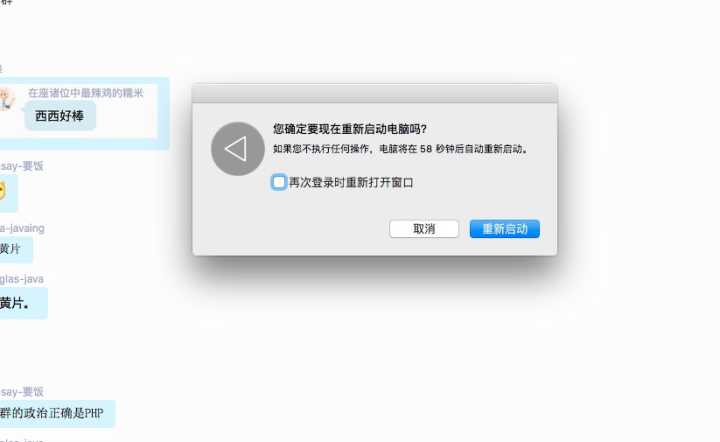 群
在座诸位中最辣鸡的糯米
西西好棒
say-要饭
a-javaing
黄片
glas-java
黄片。
say-要饭
群的政治正确是PHP
glas-java
您确定要现在重新启动电脑吗?
如果您不执行任何操作，电脑将在 58 秒钟后自动重新启动。
再次登录时重新打开窗口
取消
重新启动